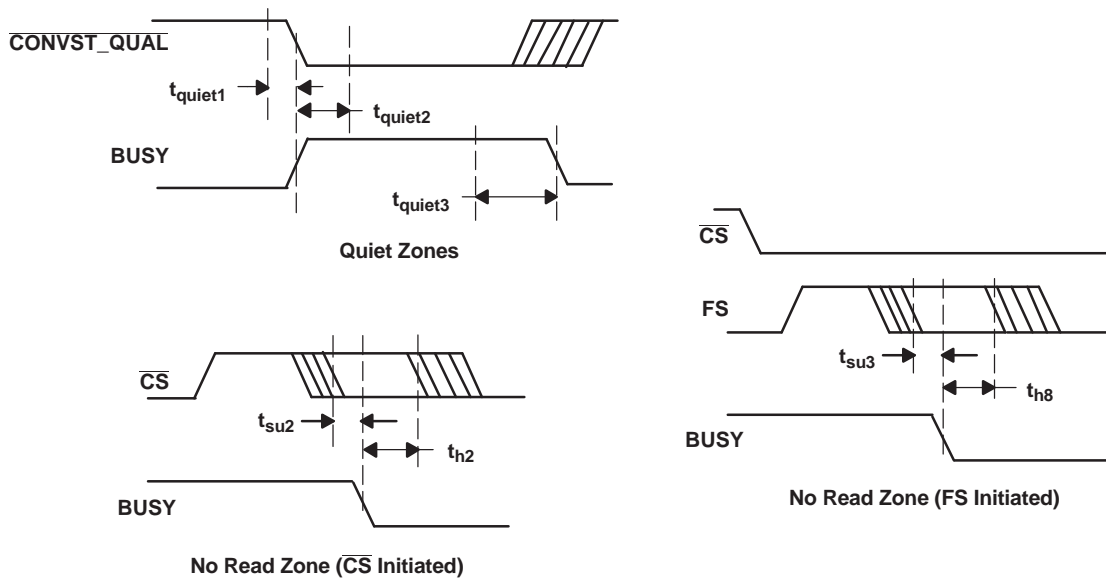 CONVST_QUAL
tquiet1
tquiet2
BUSY
tquiet3
Quiet Zones
CS
tsu2
th2
BUSY
No Read Zone (CS Initiated)
CS
FS
tsu3
th8
BUSY
No Read Zone (FS Initiated)